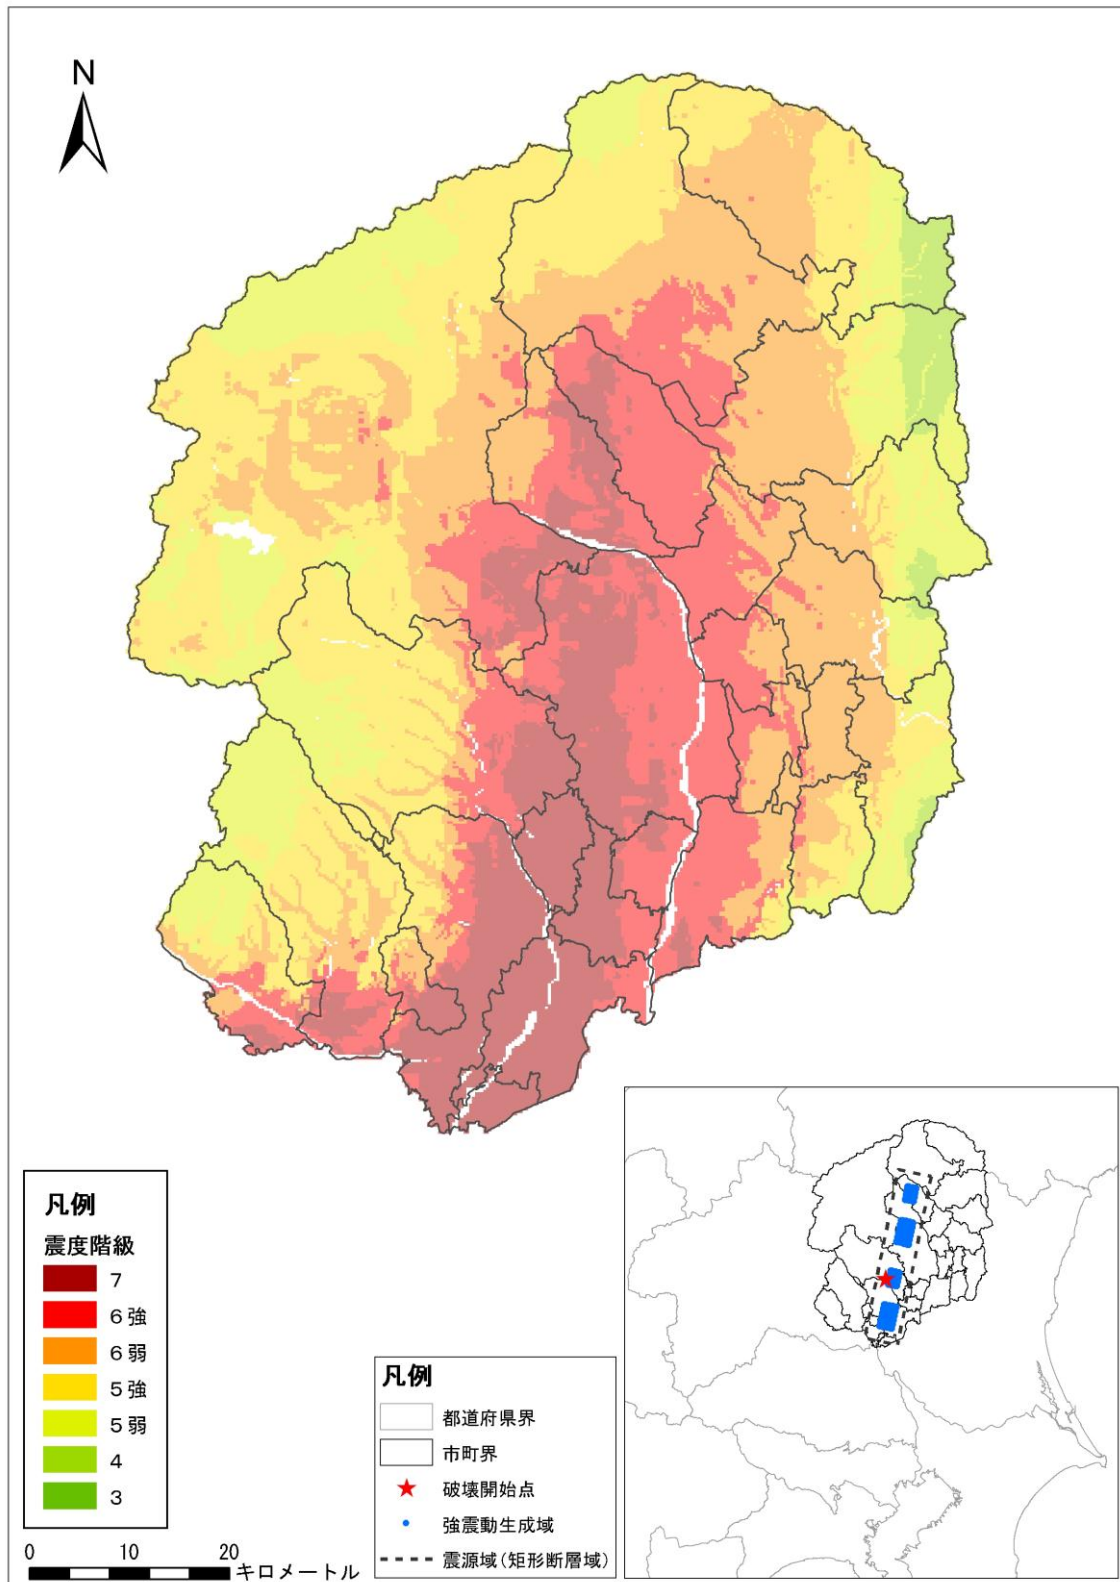 N
凡例
震度階級
7
6強
6弱
5強
5弱
4
3
0 10 20
キロメートル
凡例
都道府県界
市町界
破壊開始点
強震動生成域
震源域(矩形断層域)